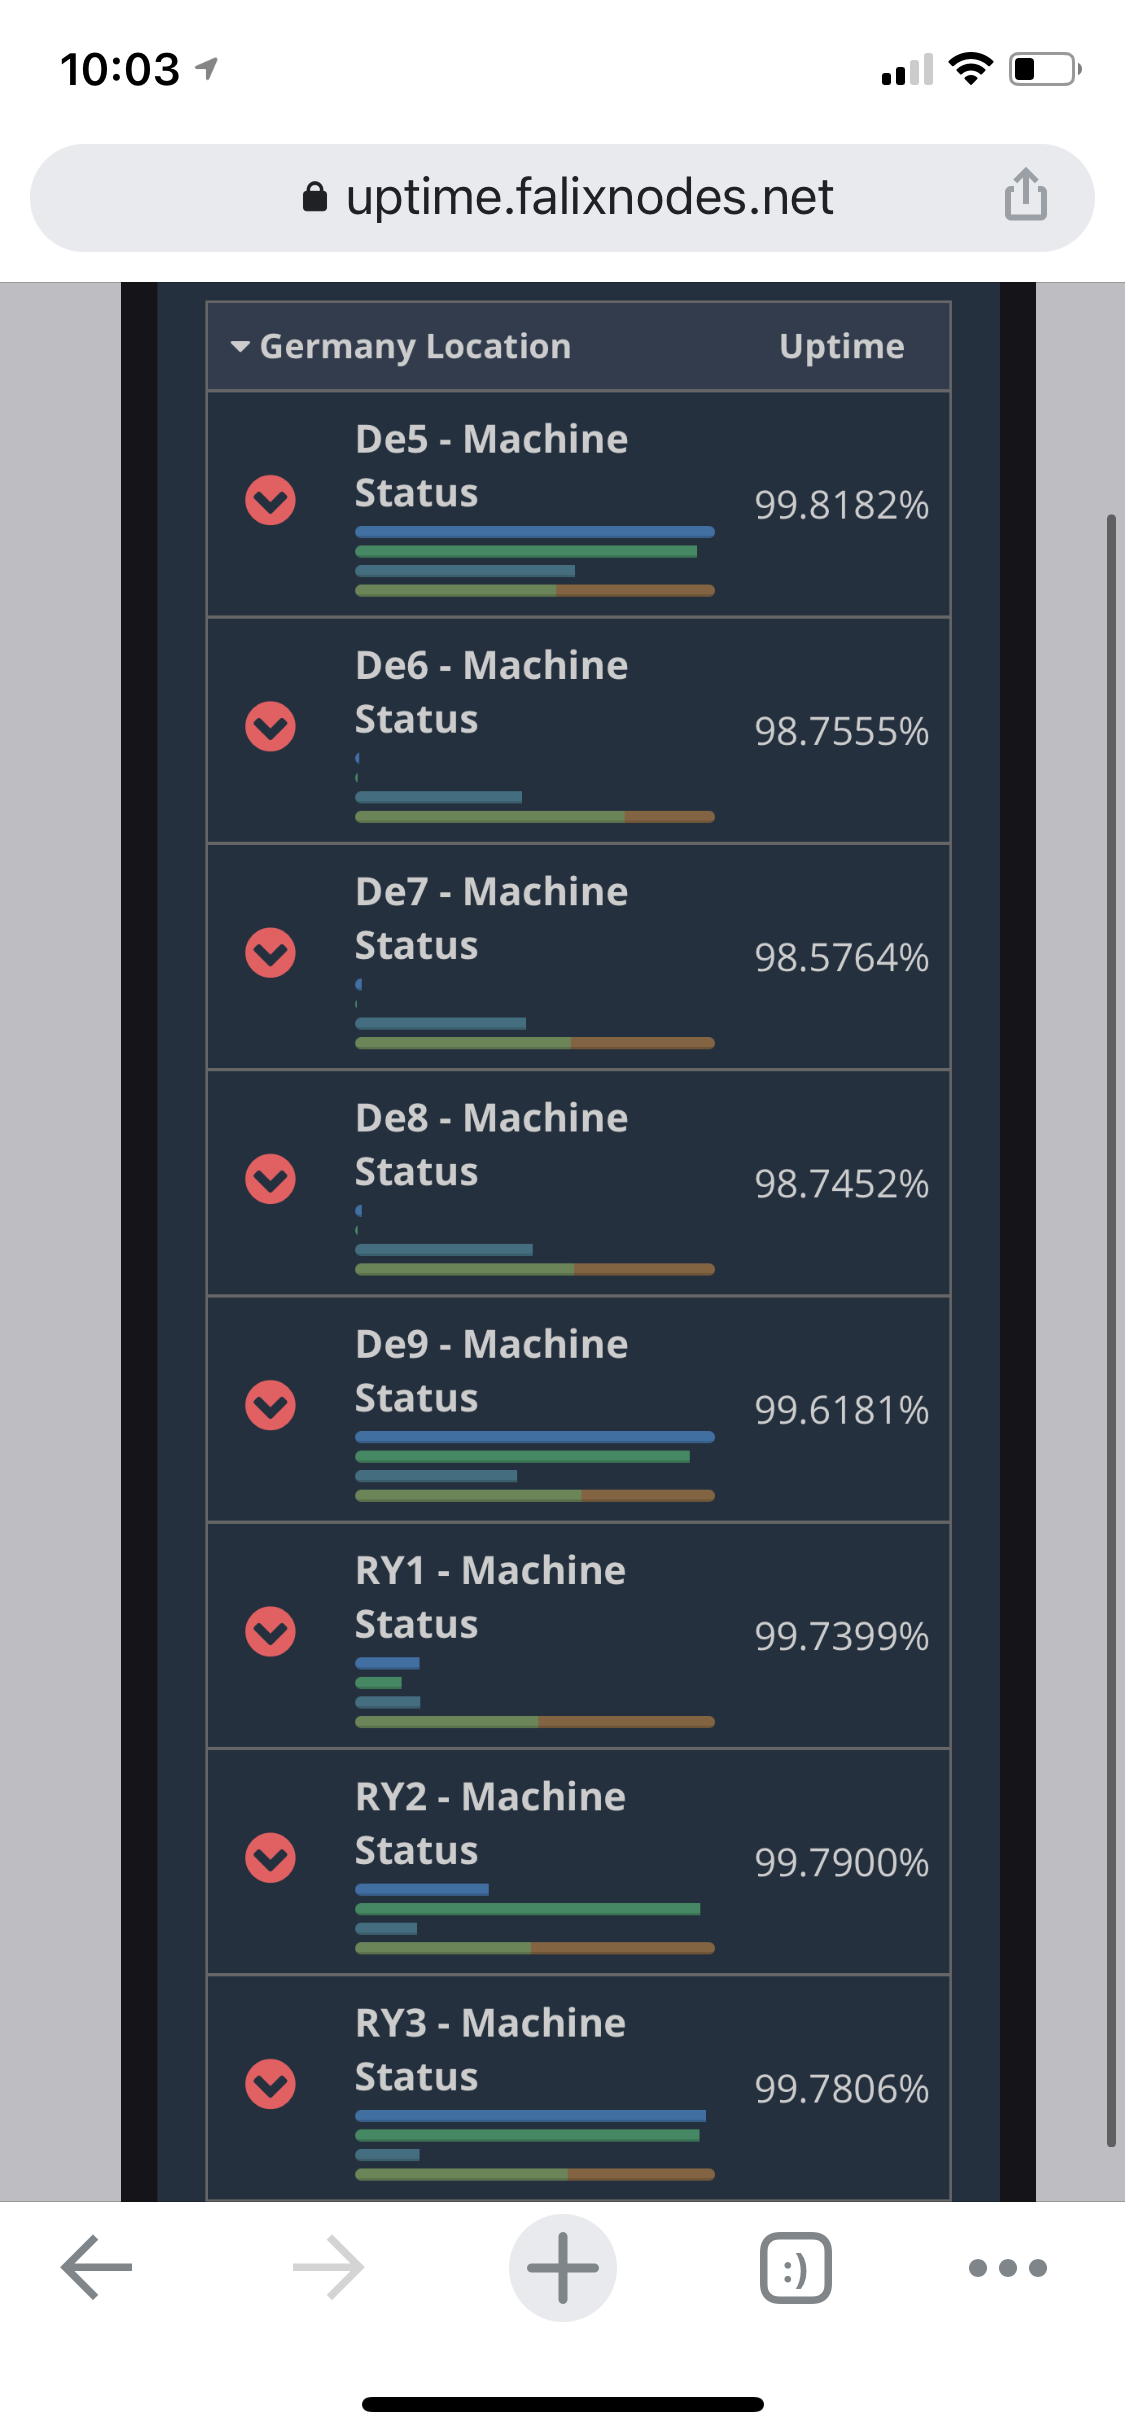 10:03
uptime.falixnodes.net
Germany Location Uptime
De5 - Machine
Status
99.8182%
De6 - Machine
Status
98.7555%
De7 - Machine
Status
98.5764%
De8 - Machine
Status
98.7452%
De9 - Machine
Status
99.6181%
RY1 - Machine
Status
99.7399%
RY2 - Machine
Status
99.7900%
RY3 - Machine
Status
99.7806%
:)